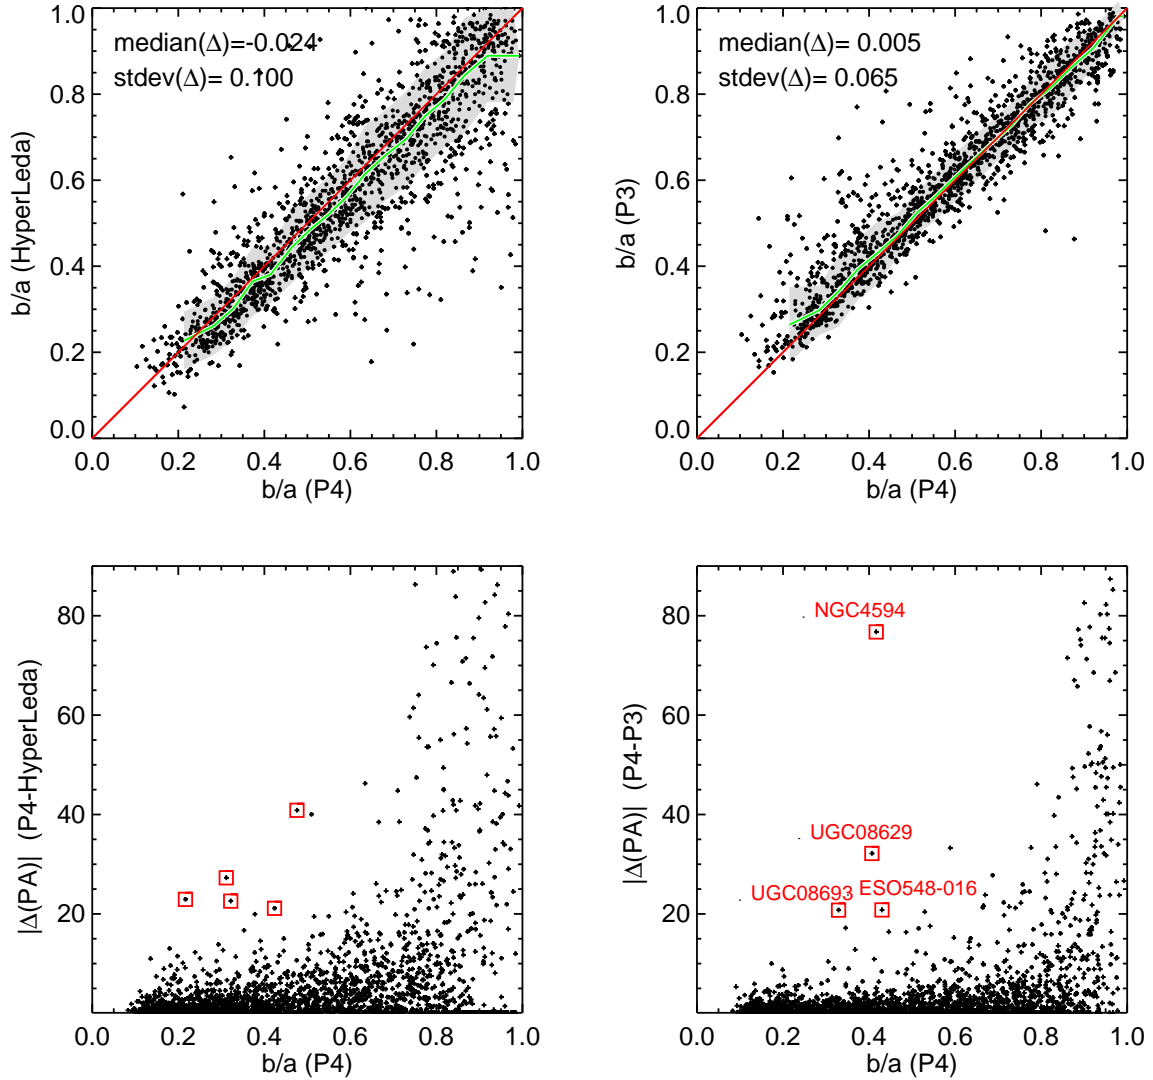 median(Δ)=-0.024
stdev(Δ)= 0.100
1.0
0.8
0.6
0.4
0.2
0.0
b/a (HyperLeda)
0.0 0.2 0.4 0.6 0.8 1.0
b/a (P4)
median(Δ)= 0.005
stdev(Δ)= 0.065
1.0
0.8
0.6
0.4
0.2
0.0
b/a (P3)
0.0 0.2 0.4 0.6 0.8 1.0
b/a (P4)
80
60
40
20
|Δ(PA)| (P4-HyperLeda)
0.0 0.2 0.4 0.6 0.8 1.0
b/a (P4)
NGC4594
UGC08629
UGC08693
ESO548-016
80
60
40
20
|Δ(PA)| (P4-P3)
0.0 0.2 0.4 0.6 0.8 1.0
b/a (P4)